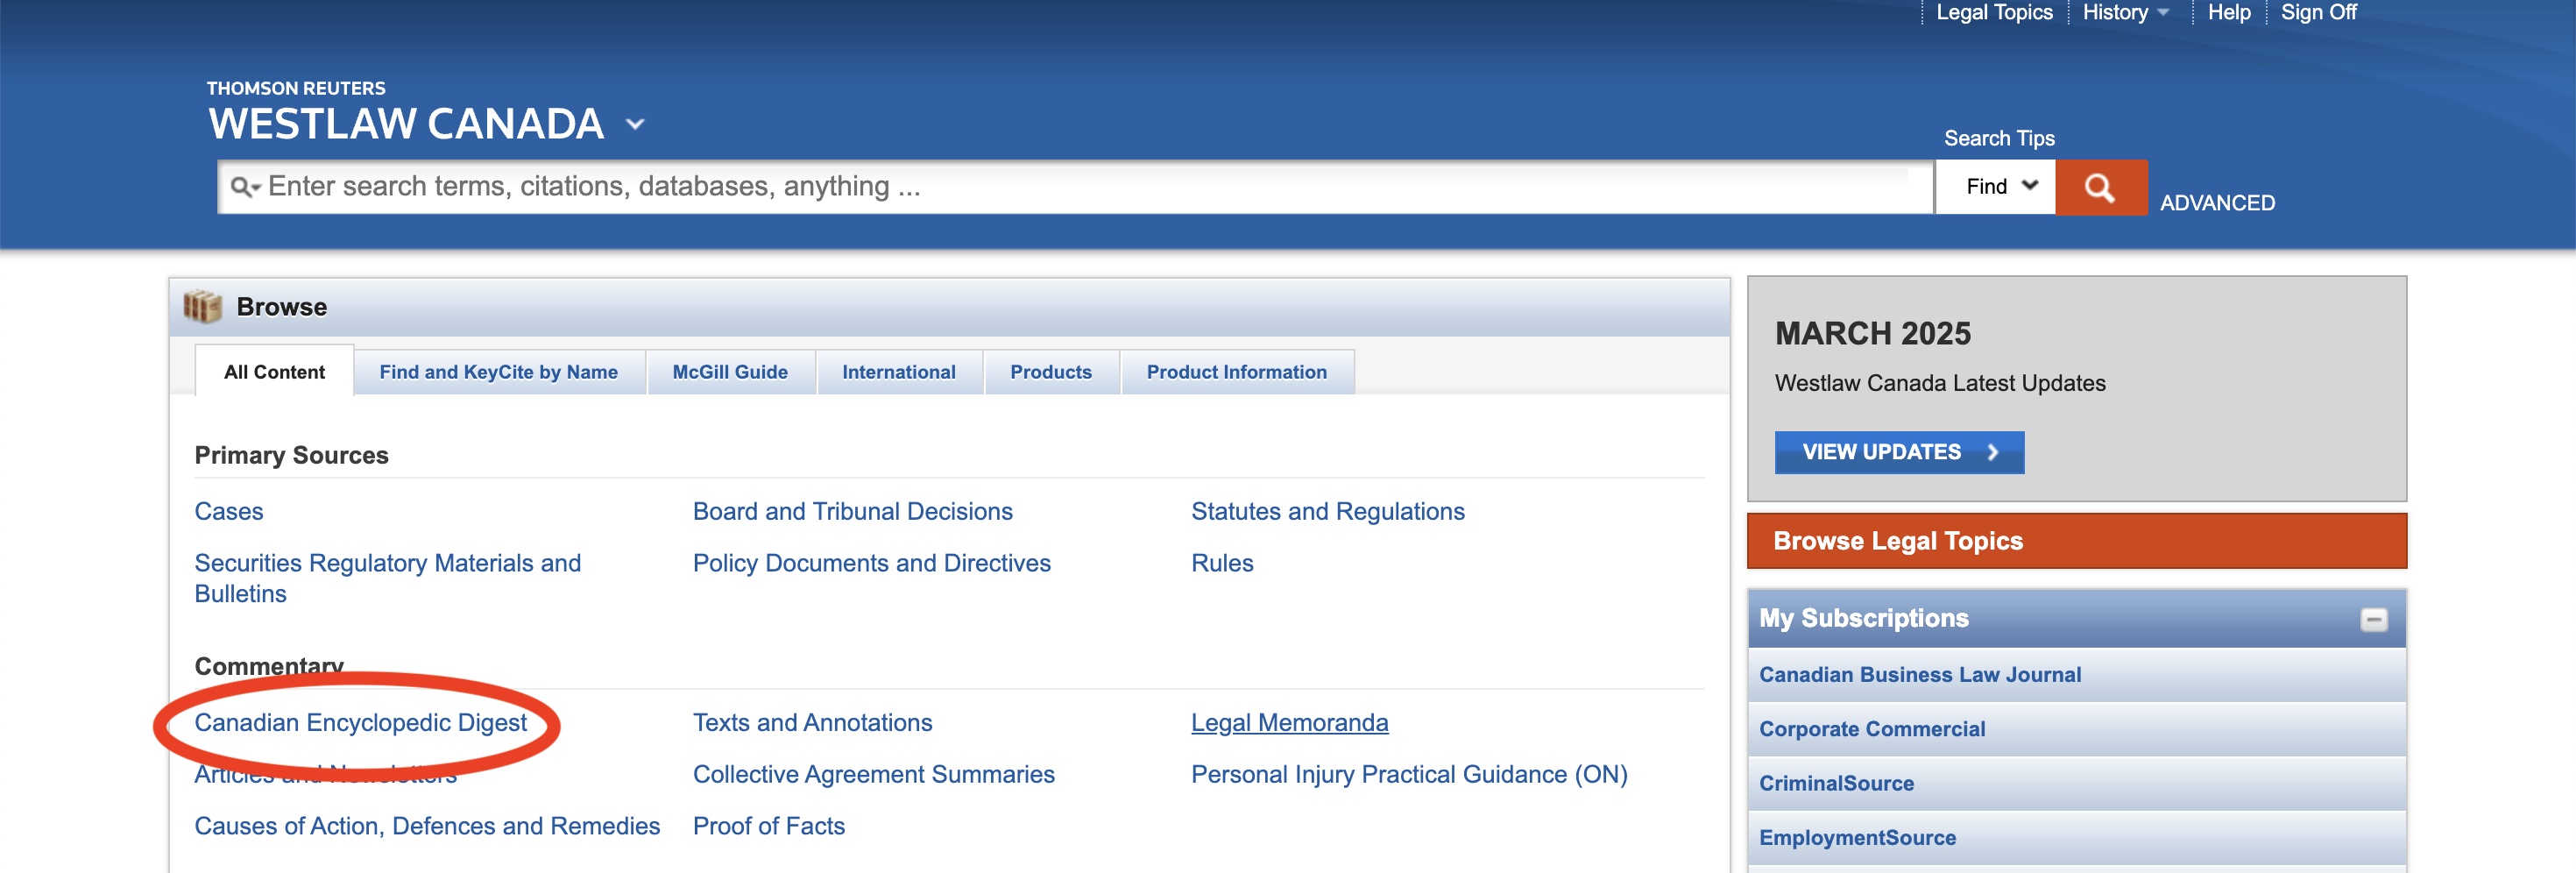 Legal Topics History Help Sign Off
THOMSON REUTERS
WESTLAW CANADA
Search Tips
Enter search terms, citations, databases, anything ...
Find
ADVANCED
Browse
All Content Find and KeyCite by Name McGill Guide International Products Product Information
Primary Sources
Cases Board and Tribunal Decisions Statutes and Regulations
Securities Regulatory Materials and Policy Documents and Directives Rules
Bulletins
Commentary
Canadian Encyclopedic Digest Texts and Annotations Legal Memoranda
Articles and Newsletters Collective Agreement Summaries Personal Injury Practical Guidance (ON)
Causes of Action, Defences and Remedies Proof of Facts
MARCH 2025
Westlaw Canada Latest Updates
VIEW UPDATES
Browse Legal Topics
My Subscriptions
Canadian Business Law Journal
Corporate Commercial
CriminalSource
EmploymentSource